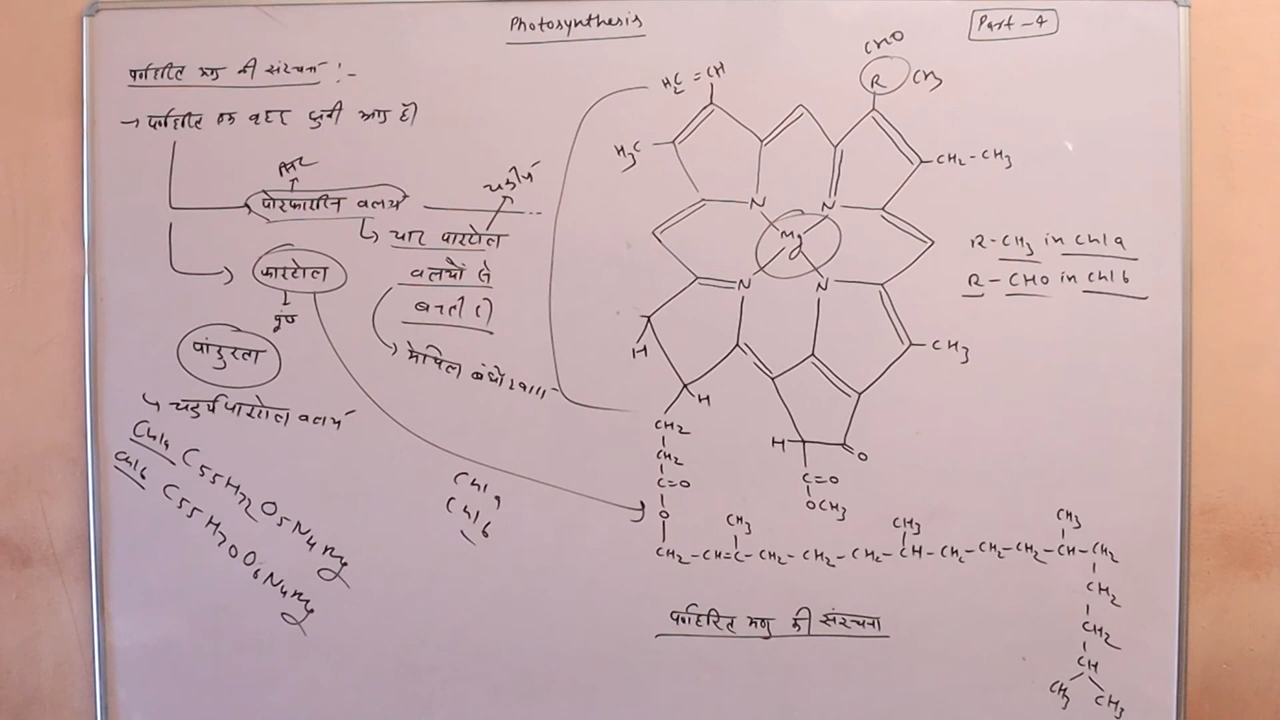 Photosynthesis
Part-4
पर्णहरित अणु की संरचना :-
→ पर्णहरित एक वृहद
सिर
पोरफायरिन वलय
चतुर्थ
चार पायरोल
वलयों से
बनती है
फायटोल
पूंछ
पांडुरता
मेथिल बंधों द्वारा
चतुर्थ पायरोल वलय
Chl a C55H72O5N4Mg
Chl b C55H70O6N4Mg
Chl a
Chl b
CHO
R CH3
H2C=CH
H3C
CH2-CH3
N N
Mg
N N
R-CH3 in Chl a
R-CHO in Chl b
H
CH3
H
H
O
CH2
CH2
C=O
O
C=O
OCH3
CH3 CH3 CH3
CH2-CH=C-CH2-CH2-CH2-CH-CH2-CH2-CH2-CH-CH2
CH2
CH2
CH
CH3 CH3
पर्णहरित अणु की संरचना